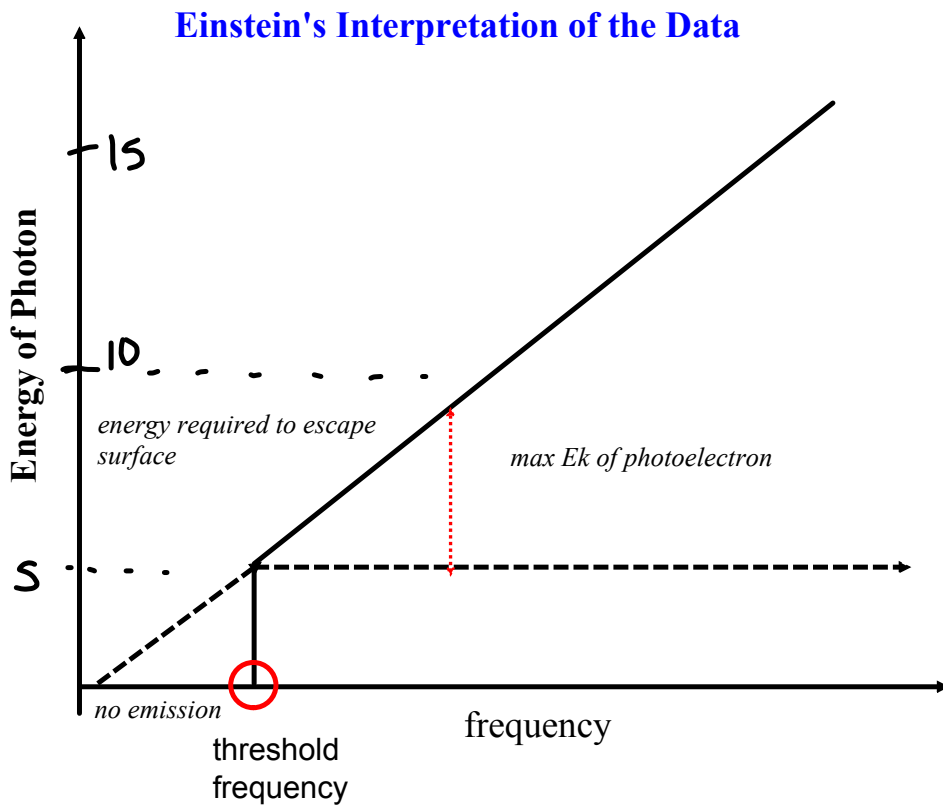 Einstein's Interpretation of the Data
15
Energy of Photon
10
energy required to escape
surface
max Ek of photoelectron
5
no emission
frequency
threshold
frequency